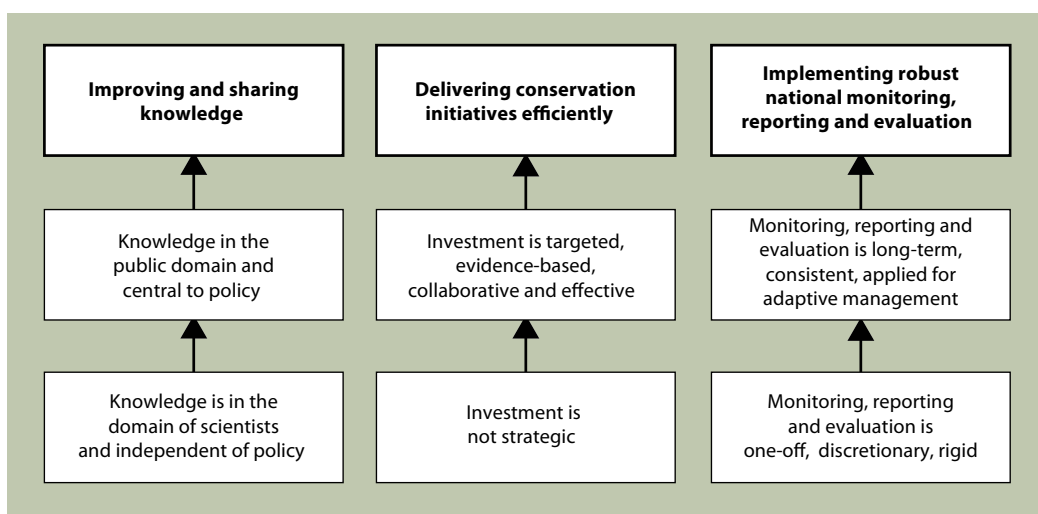 Improving and sharing
knowledge
Delivering conservation
initiatives efficiently
Implementing robust
national monitoring,
reporting and evaluation
Knowledge in the
public domain and
central to policy
Investment is targeted,
evidence-based,
collaborative and effective
Monitoring, reporting and
evaluation is long-term,
consistent, applied for
adaptive management
Knowledge is in the
domain of scientists
and independent of policy
Investment is
not strategic
Monitoring, reporting
and evaluation is
one-off, discretionary, rigid